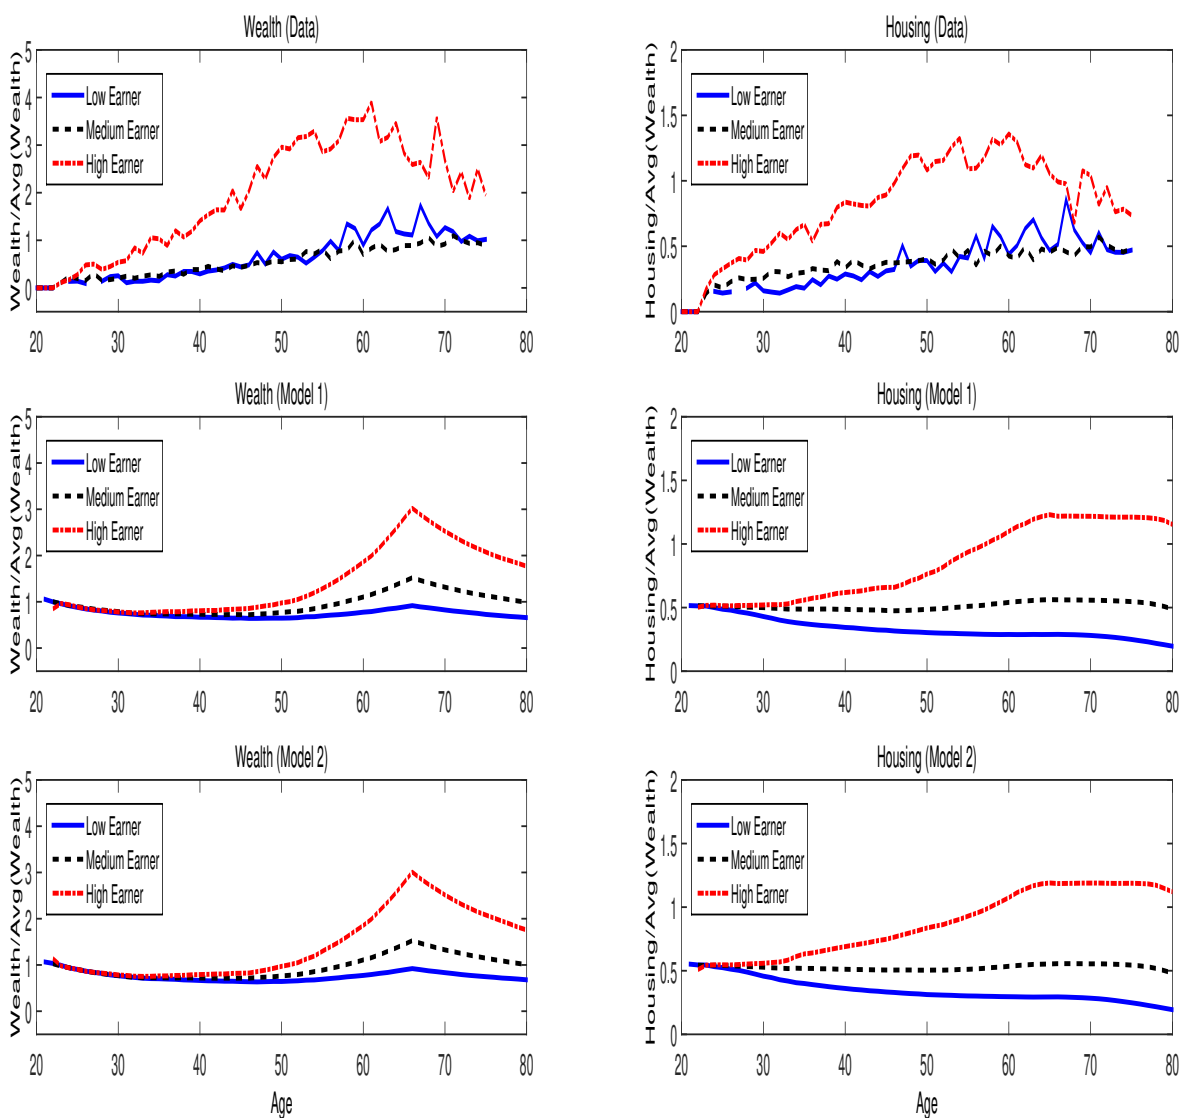 Wealth (Data)
Wealth/Avg(Wealth)
5
4
3
2
1
0
Low Earner
Medium Earner
High Earner
20 30 40 50 60 70 80
Housing (Data)
Housing/Avg(Wealth)
2
1.5
1
0.5
0
Low Earner
Medium Earner
High Earner
20 30 40 50 60 70 80
Wealth (Model 1)
Wealth/Avg(Wealth)
5
4
3
2
1
0
Low Earner
Medium Earner
High Earner
20 30 40 50 60 70 80
Housing (Model 1)
Housing/Avg(Wealth)
2
1.5
1
0.5
0
Low Earner
Medium Earner
High Earner
20 30 40 50 60 70 80
Wealth (Model 2)
Wealth/Avg(Wealth)
5
4
3
2
1
0
Low Earner
Medium Earner
High Earner
20 30 40 50 60 70 80
Age
Housing (Model 2)
Housing/Avg(Wealth)
2
1.5
1
0.5
0
Low Earner
Medium Earner
High Earner
20 30 40 50 60 70 80
Age